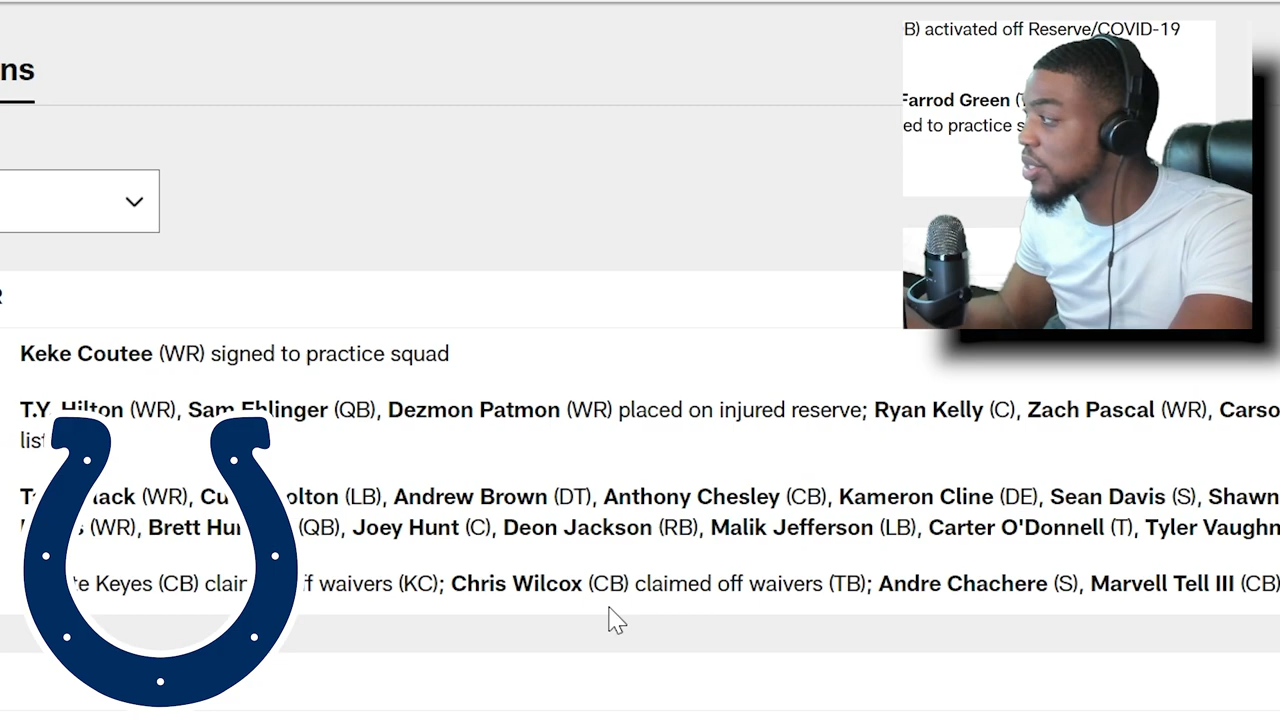 ns
B) activated off Reserve/COVID-19
Farrod Green (
ed to practice s
Keke Coutee (WR) signed to practice squad
T.Y. Hilton (WR), Sam Ehlinger (QB), Dezmon Patmon (WR) placed on injured reserve; Ryan Kelly (C), Zach Pascal (WR), Carso
list
(WR), (LB), Andrew Brown (DT), Anthony Chesley (CB), Kameron Cline (DE), Sean Davis (S), Shawn
(WR), Brett (QB), Joey Hunt (C), Deon Jackson (RB), Malik Jefferson (LB), Carter O'Donnell (T), Tyler Vaughn
Keyes (CB) off waivers (KC); Chris Wilcox (CB) claimed off waivers (TB); Andre Chachere (S), Marvell Tell III (CB)